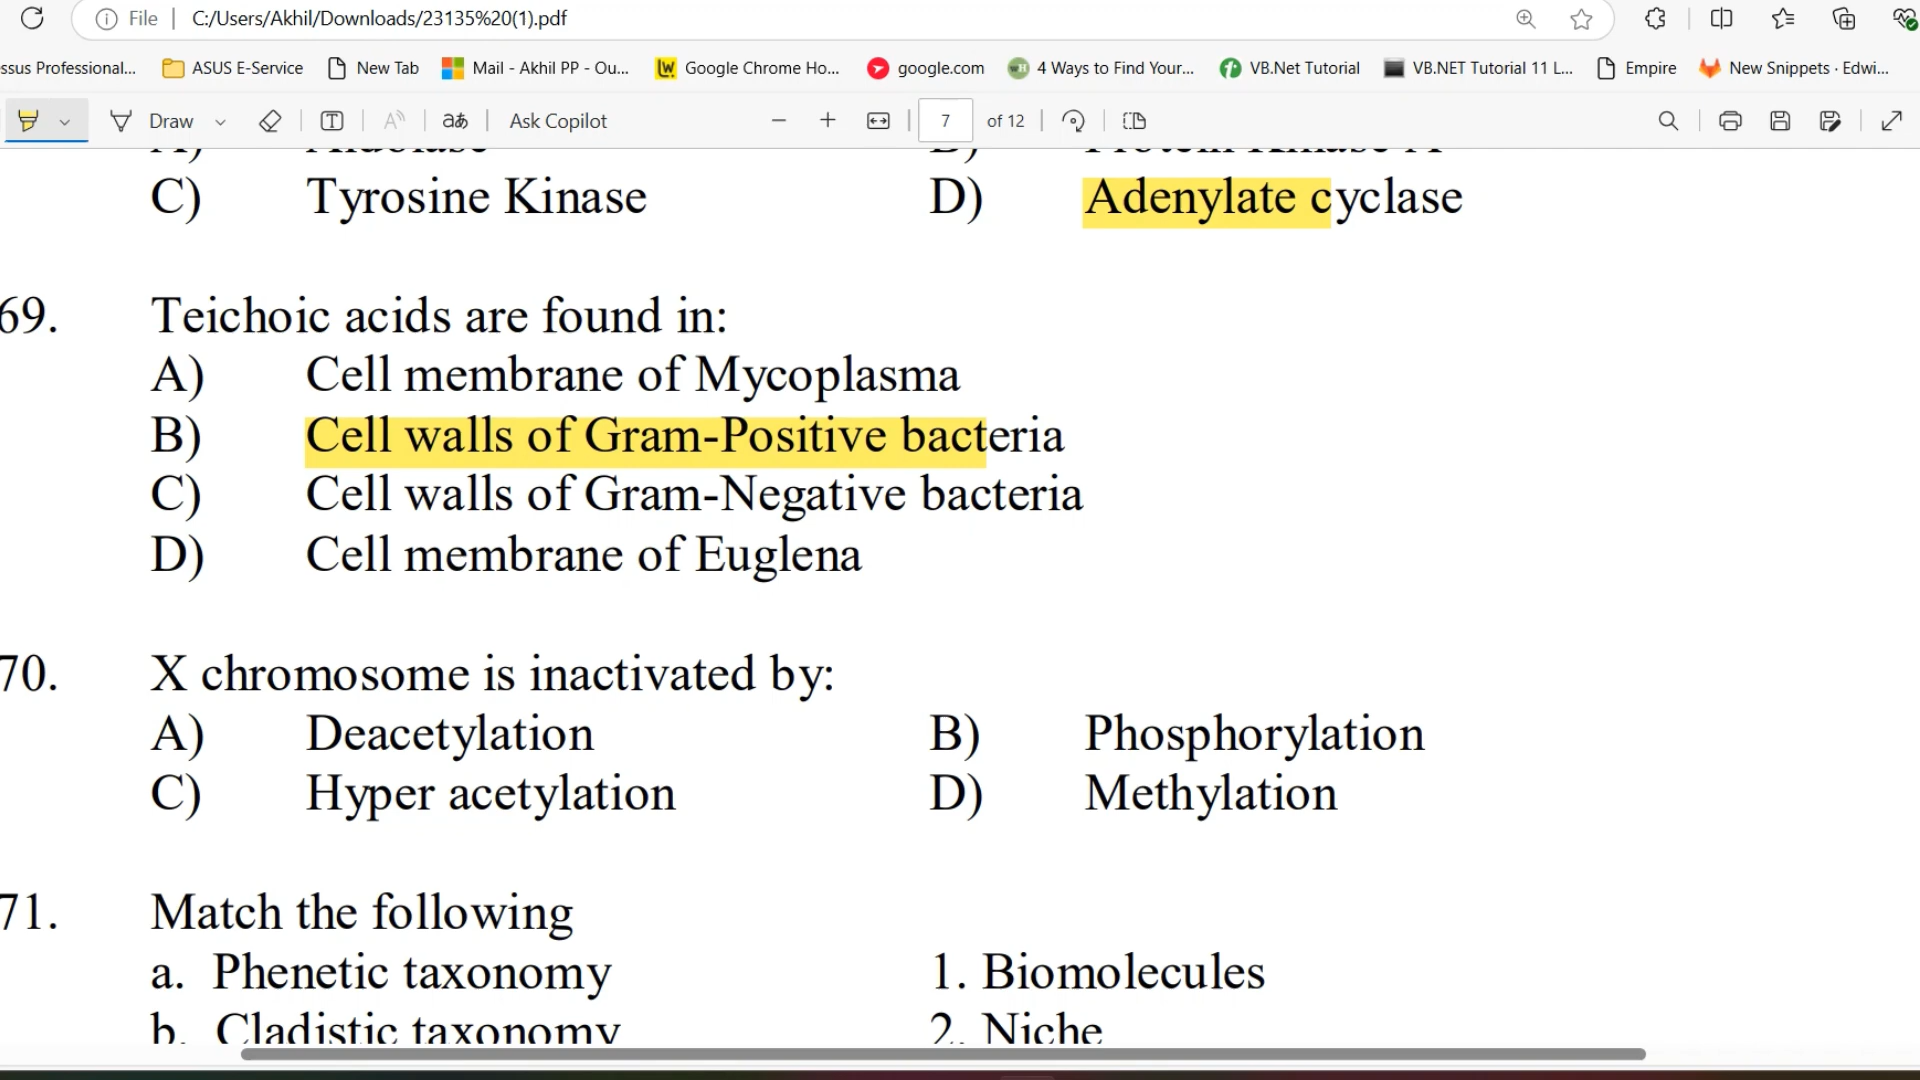 File | C:/Users/Akhil/Downloads/23135%20(1).pdf
ssus Professional... ASUS E-Service New Tab Mail - Akhil PP - Ou... Google Chrome Ho... google.com 4 Ways to Find Your... VB.Net Tutorial VB.NET Tutorial 11 L... Empire New Snippets · Edwi...
Draw Ask Copilot 7 of 12
C) Tyrosine Kinase D) Adenylate cyclase
69. Teichoic acids are found in:
A) Cell membrane of Mycoplasma
B) Cell walls of Gram-Positive bacteria
C) Cell walls of Gram-Negative bacteria
D) Cell membrane of Euglena
70. X chromosome is inactivated by:
A) Deacetylation B) Phosphorylation
C) Hyper acetylation D) Methylation
71. Match the following
a. Phenetic taxonomy 1. Biomolecules
b. Cladistic taxonomy 2. Niche